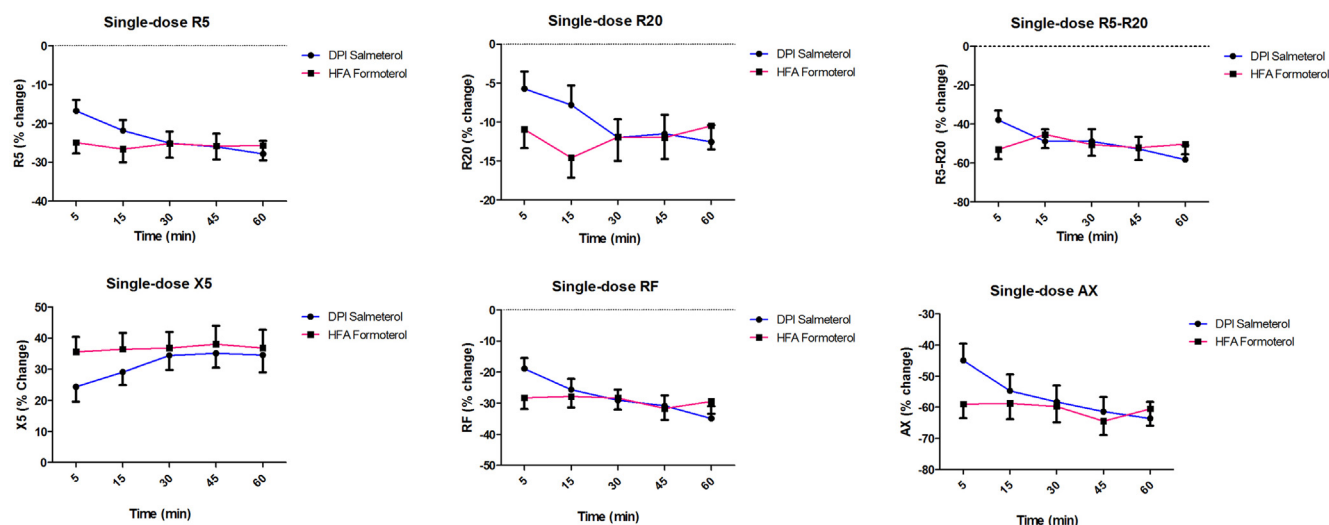 Single-dose R5
0
-10
-20
-30
-40
R5 (% change)
5
15
30
45
60
Time (min)
DPI Salmeterol
HFA Formoterol
Single-dose R20
0
-5
-10
-15
-20
R20 (% change)
5
15
30
45
60
Time (min)
DPI Salmeterol
HFA Formoterol
Single-dose R5-R20
0
-20
-40
-60
-80
R5-R20 (% change)
5
15
30
45
60
Time (min)
DPI Salmeterol
HFA Formoterol
Single-dose X5
50
40
30
20
10
0
X5 (% Change)
5
15
30
45
60
Time (min)
DPI Salmeterol
HFA Formoterol
Single-dose RF
0
-10
-20
-30
-40
-50
RF (% change)
5
15
30
45
60
Time (min)
DPI Salmeterol
HFA Formoterol
Single-dose AX
-30
-40
-50
-60
-70
-80
AX (% change)
5
15
30
45
60
Time (min)
DPI Salmeterol
HFA Formoterol